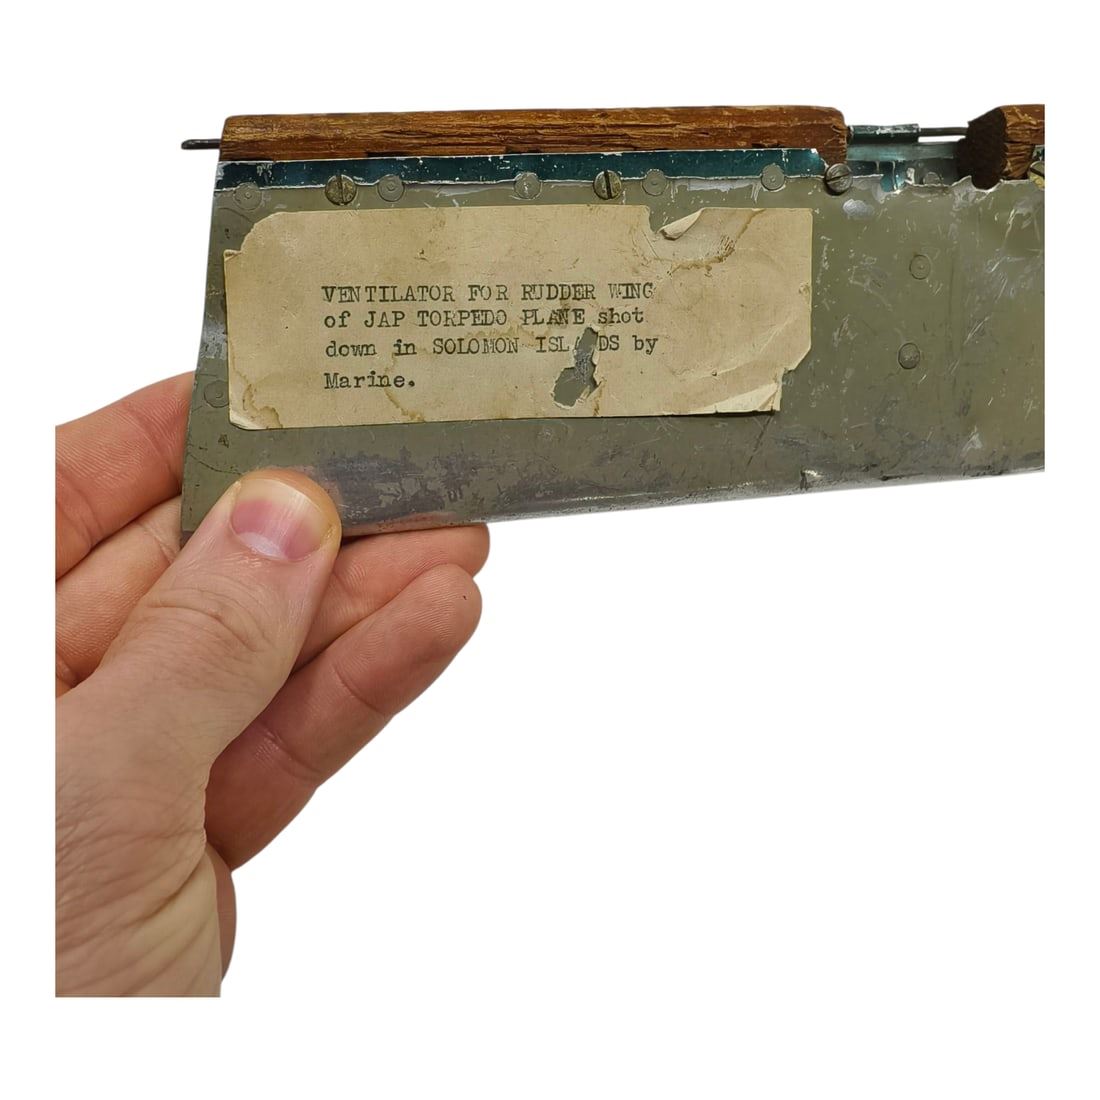 VENTILATOR FOR RUDDER WING
of JAP TORPEDO PLANE shot
down in SOLOMON ISLANDS by
Marine.